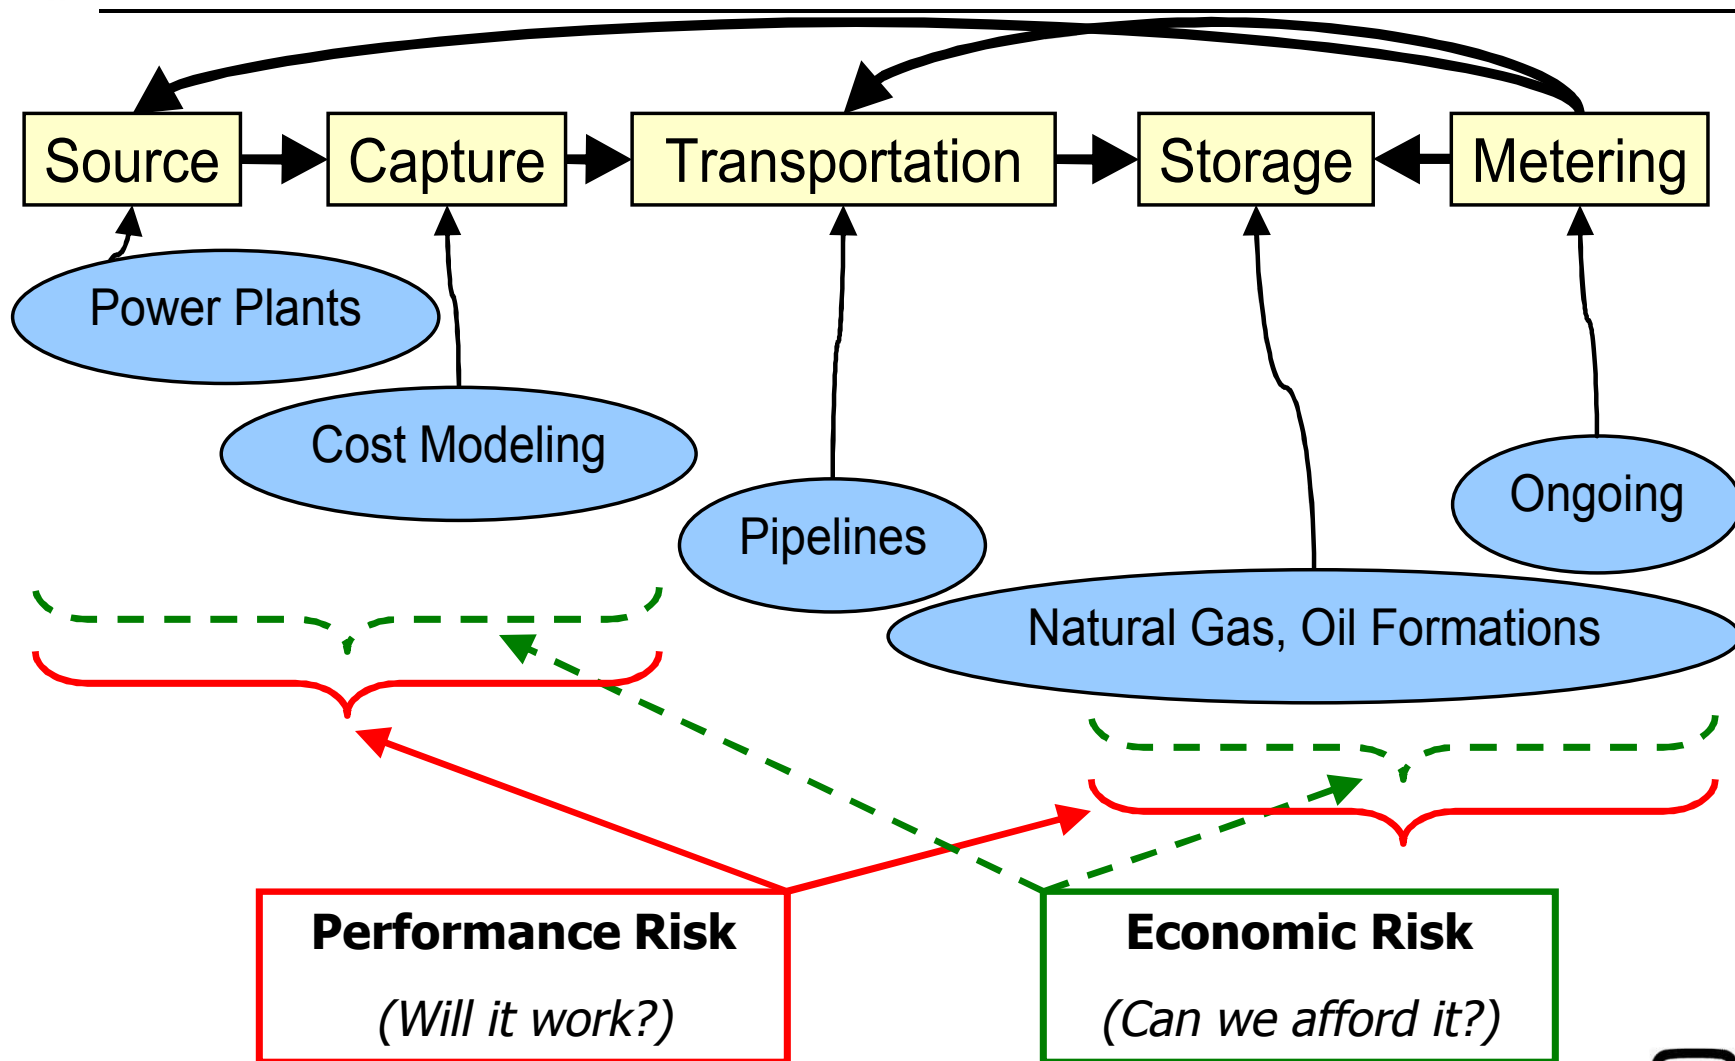 Source
Capture
Transportation
Storage
Metering
Power Plants
Cost Modeling
Pipelines
Ongoing
Natural Gas, Oil Formations
Performance Risk
(Will it work?)
Economic Risk
(Can we afford it?)